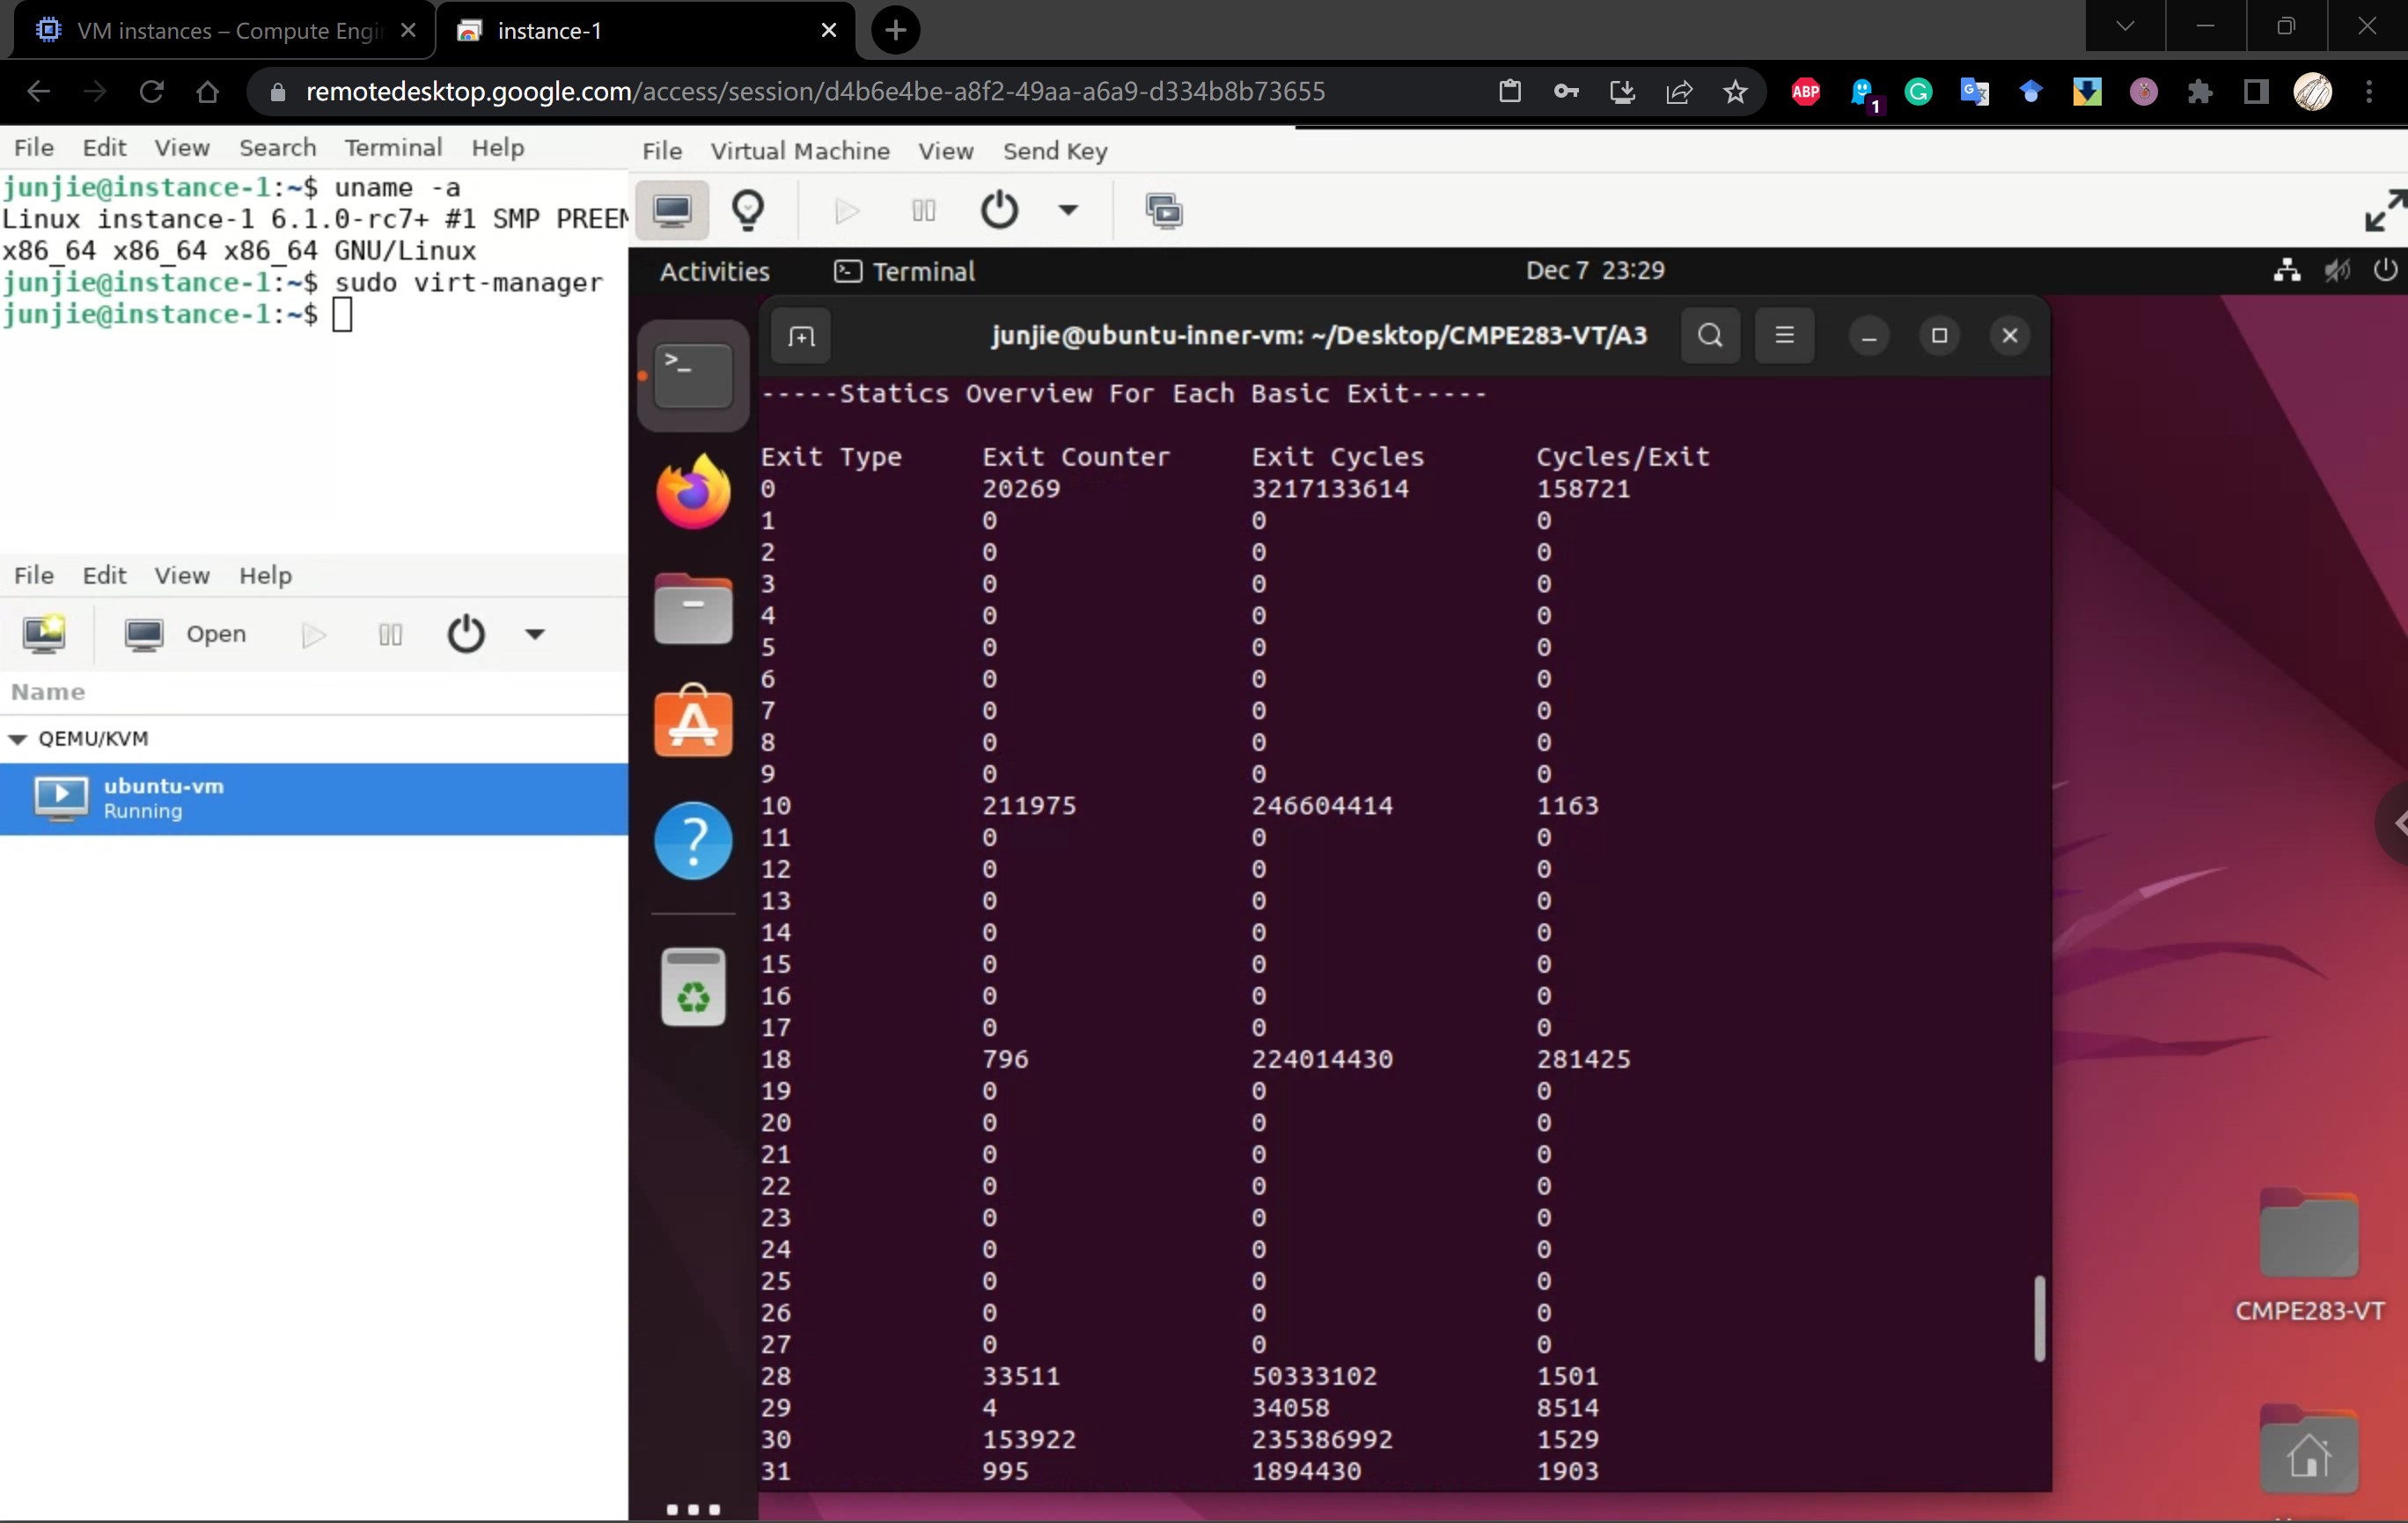 VM instances – Compute Engi
instance-1
remotedesktop.google.com/access/session/d4b6e4be-a8f2-49aa-a6a9-d334b8b73655
ABP
1
File Edit View Search Terminal Help
junjie@instance-1:~$ uname -a
Linux instance-1 6.1.0-rc7+ #1 SMP PREEM
x86_64 x86_64 x86_64 GNU/Linux
junjie@instance-1:~$ sudo virt-manager
junjie@instance-1:~$
File Edit View Help
Open
Name
QEMU/KVM
ubuntu-vm
Running
File Virtual Machine View Send Key
Activities Terminal Dec 7 23:29
junjie@ubuntu-inner-vm: ~/Desktop/CMPE283-VT/A3
-----Statics Overview For Each Basic Exit-----
Exit Type Exit Counter Exit Cycles Cycles/Exit
0 20269 3217133614 158721
1 0 0 0
2 0 0 0
3 0 0 0
4 0 0 0
5 0 0 0
6 0 0 0
7 0 0 0
8 0 0 0
9 0 0 0
10 211975 246604414 1163
11 0 0 0
12 0 0 0
13 0 0 0
14 0 0 0
15 0 0 0
16 0 0 0
17 0 0 0
18 796 224014430 281425
19 0 0 0
20 0 0 0
21 0 0 0
22 0 0 0
23 0 0 0
24 0 0 0
25 0 0 0
26 0 0 0
27 0 0 0
28 33511 50333102 1501
29 4 34058 8514
30 153922 235386992 1529
31 995 1894430 1903
CMPE283-VT